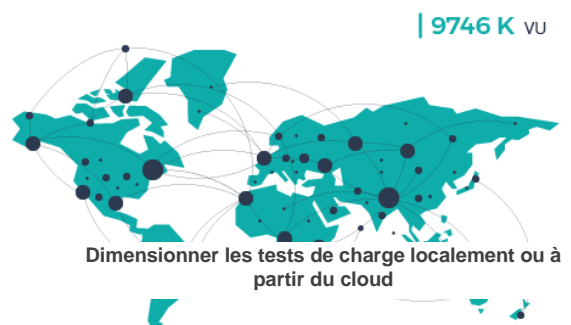 | 9746 K VU
Dimensionner les tests de charge localement ou à
partir du cloud